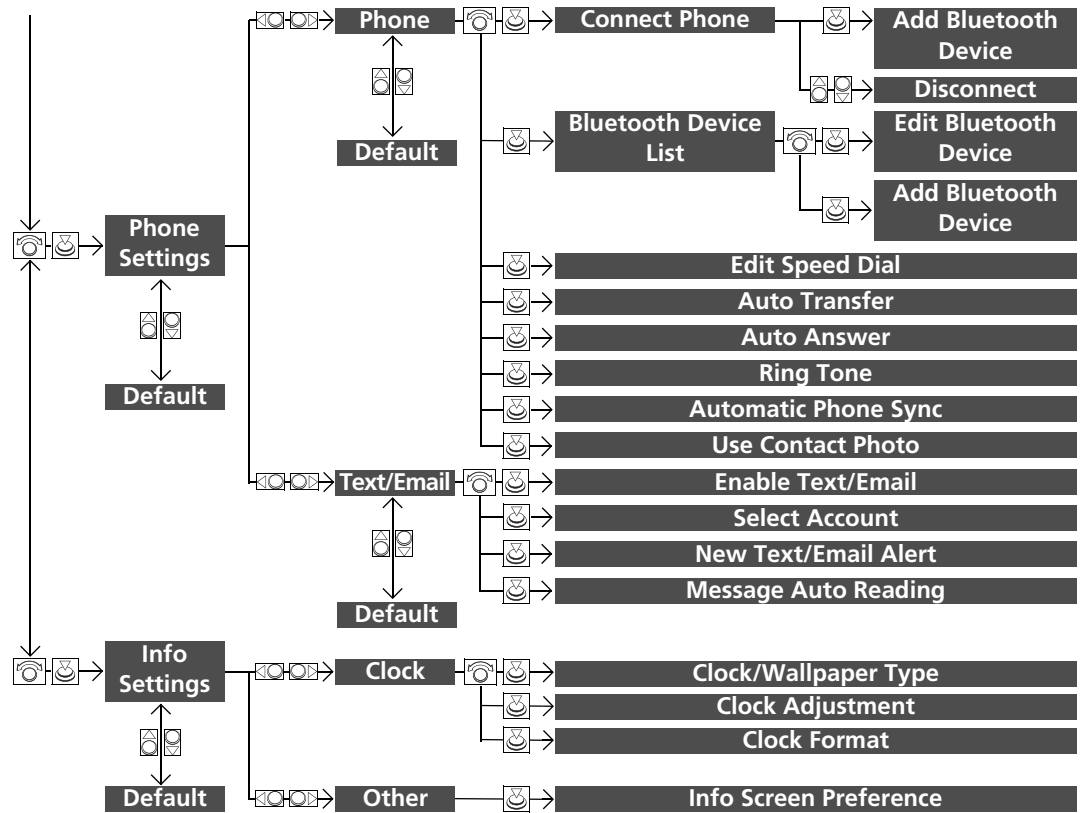 Phone
Connect Phone
Add Bluetooth
Device
Disconnect
Default
Bluetooth Device
List
Edit Bluetooth
Device
Add Bluetooth
Device
Phone
Settings
Default
Edit Speed Dial
Auto Transfer
Auto Answer
Ring Tone
Automatic Phone Sync
Use Contact Photo
Text/Email
Enable Text/Email
Select Account
New Text/Email Alert
Message Auto Reading
Default
Info
Settings
Default
Clock
Clock/Wallpaper Type
Clock Adjustment
Clock Format
Other
Info Screen Preference